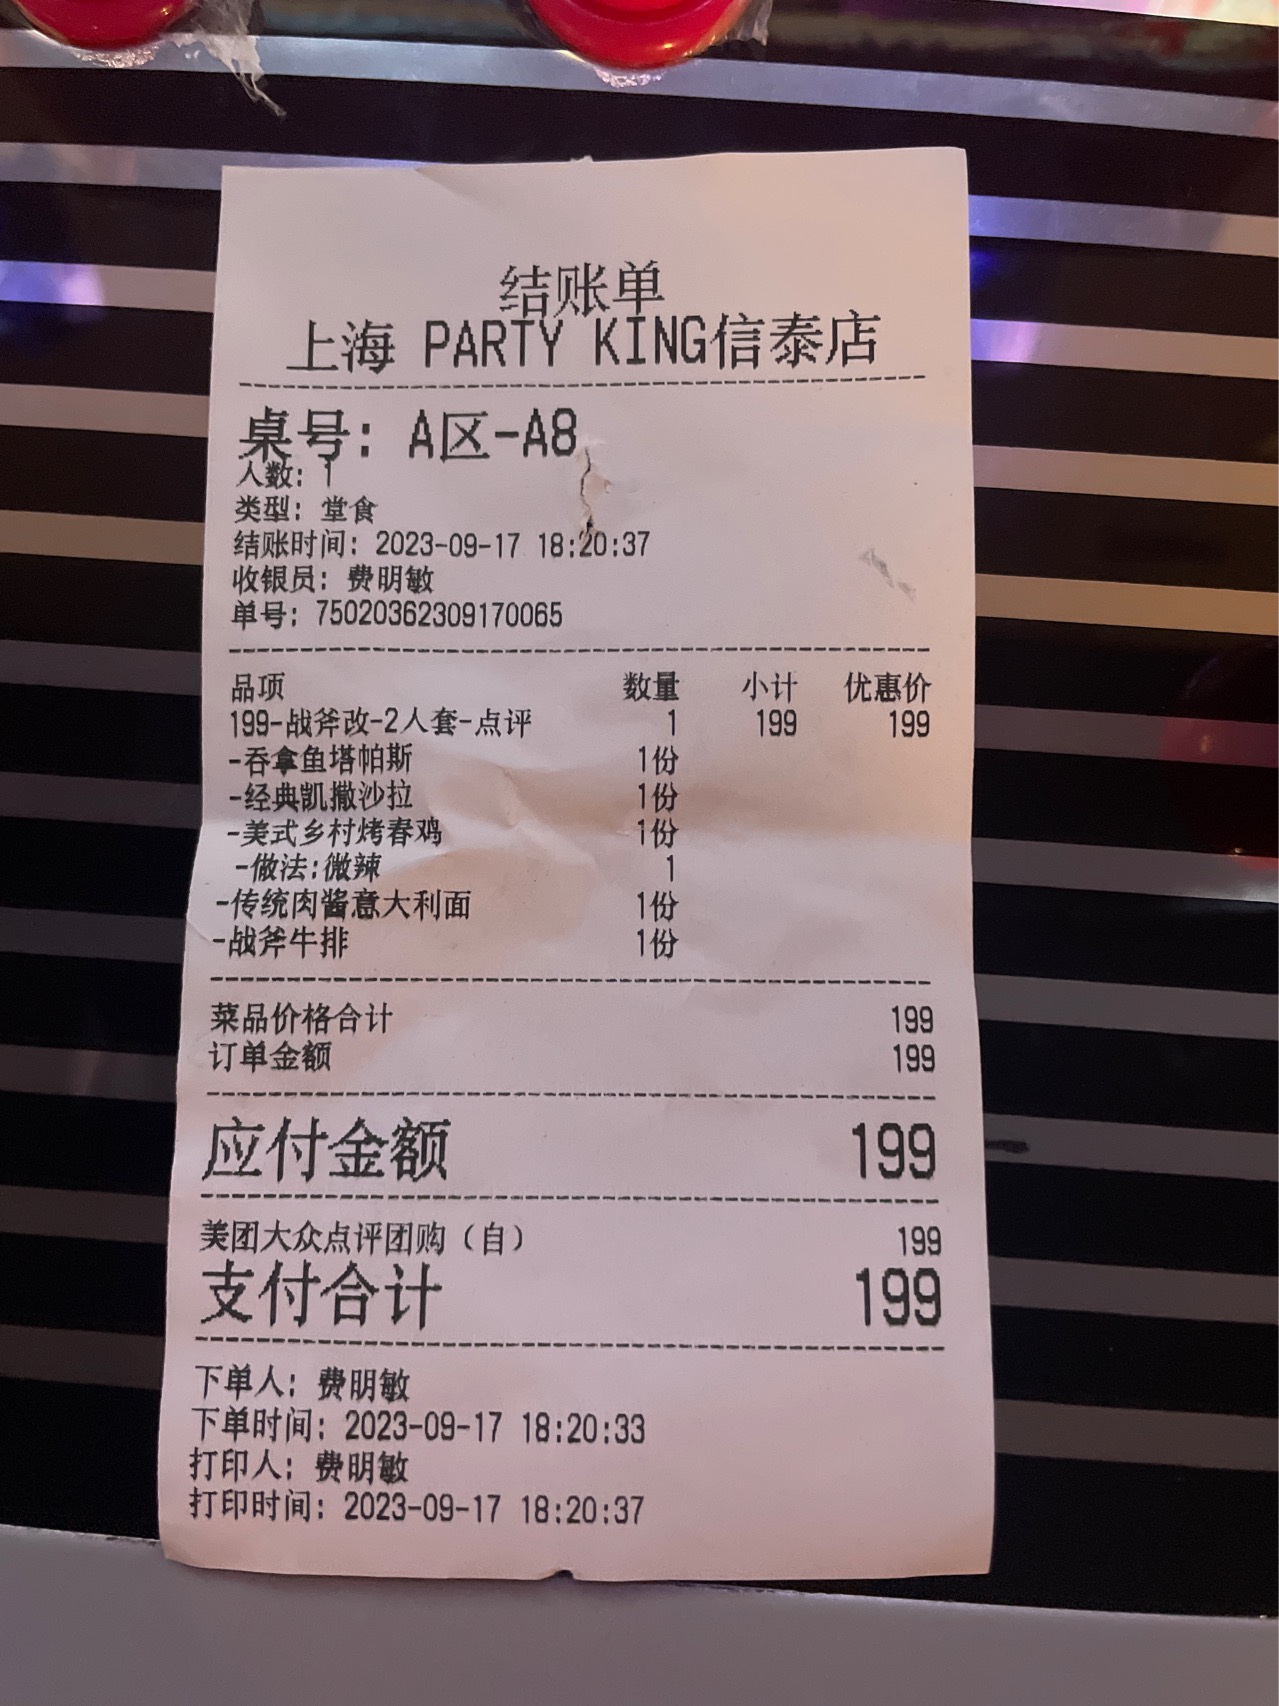 结账单
上海 PARTY KING信泰店
桌号: A区-A8
人数: 1
类型: 堂食
结账时间: 2023-09-17 18:20:37
收银员: 费明敏
单号: 75020362309170065
品项 数量 小计 优惠价
199-战斧改-2人套-点评 1 199 199
-吞拿鱼塔帕斯 1份
-经典凯撒沙拉 1份
-美式乡村烤春鸡 1份
-做法:微辣 1
-传统肉酱意大利面 1份
-战斧牛排 1份
菜品价格合计 199
订单金额 199
应付金额 199
美团大众点评团购（自） 199
支付合计 199
下单人: 费明敏
下单时间: 2023-09-17 18:20:33
打印人: 费明敏
打印时间: 2023-09-17 18:20:37